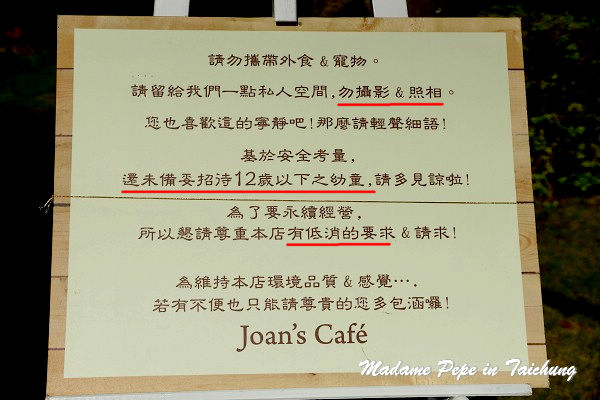 請勿攜帶外食 & 寵物。
請留給我們一點私人空間,勿攝影 & 照相。
您也喜歡這的寧靜吧!那麼請輕聲細語!
基於安全考量,
還未備妥招待12歲以下之幼童,請多見諒啦!
為了要永續經營,
所以懇請尊重本店有低消的要求 & 請求!
為維持本店環境品質 & 感覺‧‧‧.
若有不便也只能請尊貴的您多包涵囉!
Joan's Café
Madame Pepe in Taichung